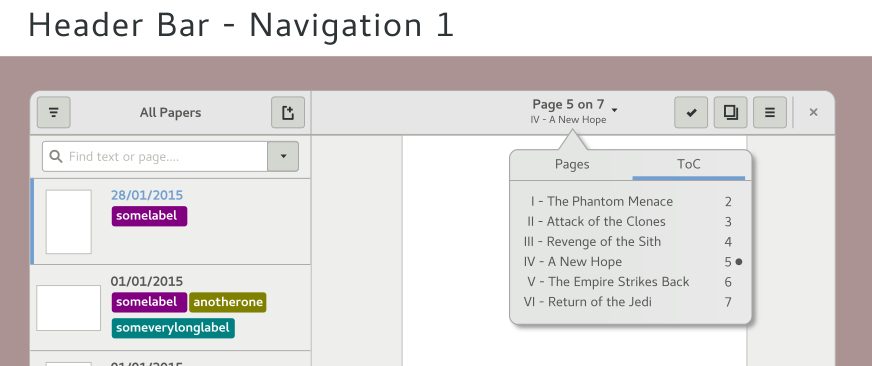 Header Bar - Navigation 1
All Papers
Page 5 on 7
IV - A New Hope
Find text or page....
Pages ToC
28/01/2015
somelabel
I - The Phantom Menace 2
II - Attack of the Clones 3
III - Revenge of the Sith 4
IV - A New Hope 5
V - The Empire Strikes Back 6
VI - Return of the Jedi 7
01/01/2015
somelabel anotherone
someverylonglabel
01/01/2015